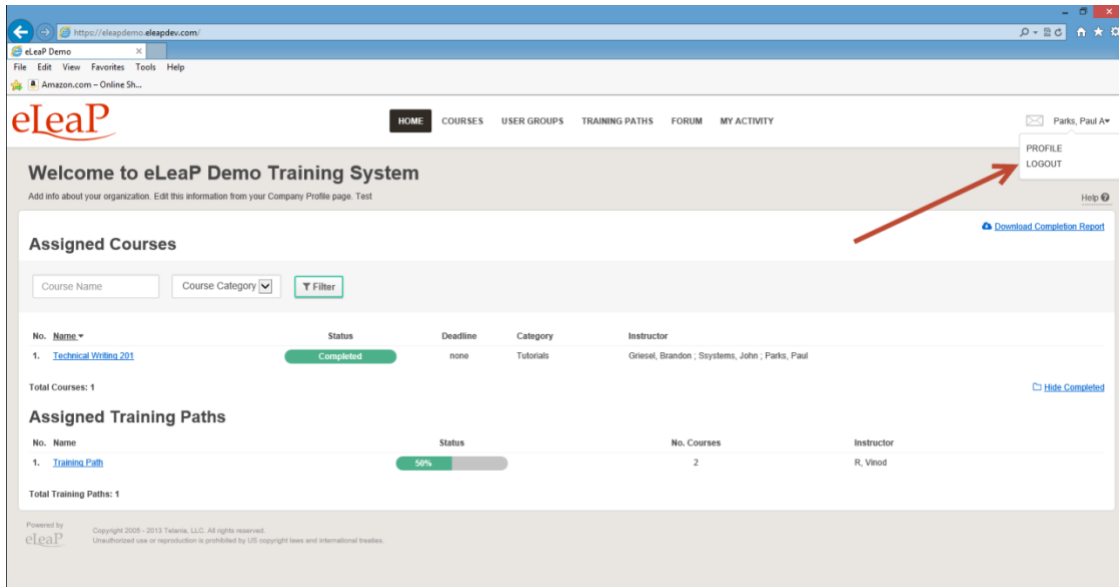 https://eleapdemo.eleapdev.com/
eLeaP Demo
File Edit View Favorites Tools Help
Amazon.com – Online Sh...
eLeaP
HOME COURSES USER GROUPS TRAINING PATHS FORUM MY ACTIVITY
Parks, Paul A
PROFILE
LOGOUT
Welcome to eLeaP Demo Training System
Add info about your organization. Edit this information from your Company Profile page. Test
Help
Download Completion Report
Assigned Courses
Course Name Course Category Filter
No. Name Status Deadline Category Instructor
1. Technical Writing 201 Completed none Tutorials Griesel, Brandon ; Ssystems, John ; Parks, Paul
Total Courses: 1
Hide Completed
Assigned Training Paths
No. Name Status No. Courses Instructor
1. Training Path 50% 2 R, Vinod
Total Training Paths: 1
Powered by
eLeaP
Copyright 2005 - 2013 Telania, LLC. All rights reserved.
Unauthorized use or reproduction is prohibited by US copyright laws and international treaties.